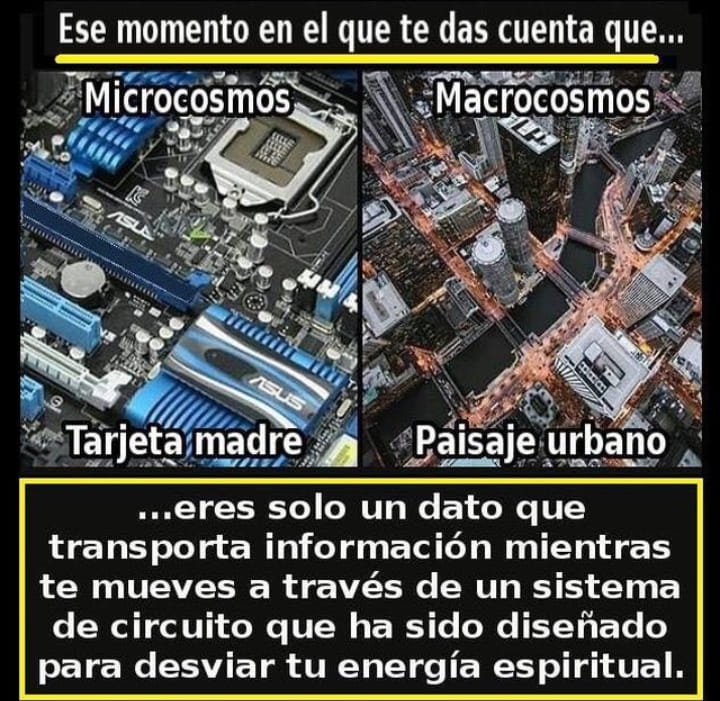 Ese momento en el que te das cuenta que...
Microcosmos
Macrocosmos
ASUS
Tarjeta madre
Paisaje urbano
...eres solo un dato que
transporta información mientras
te mueves a través de un sistema
de circuito que ha sido diseñado
para desviar tu energía espiritual.